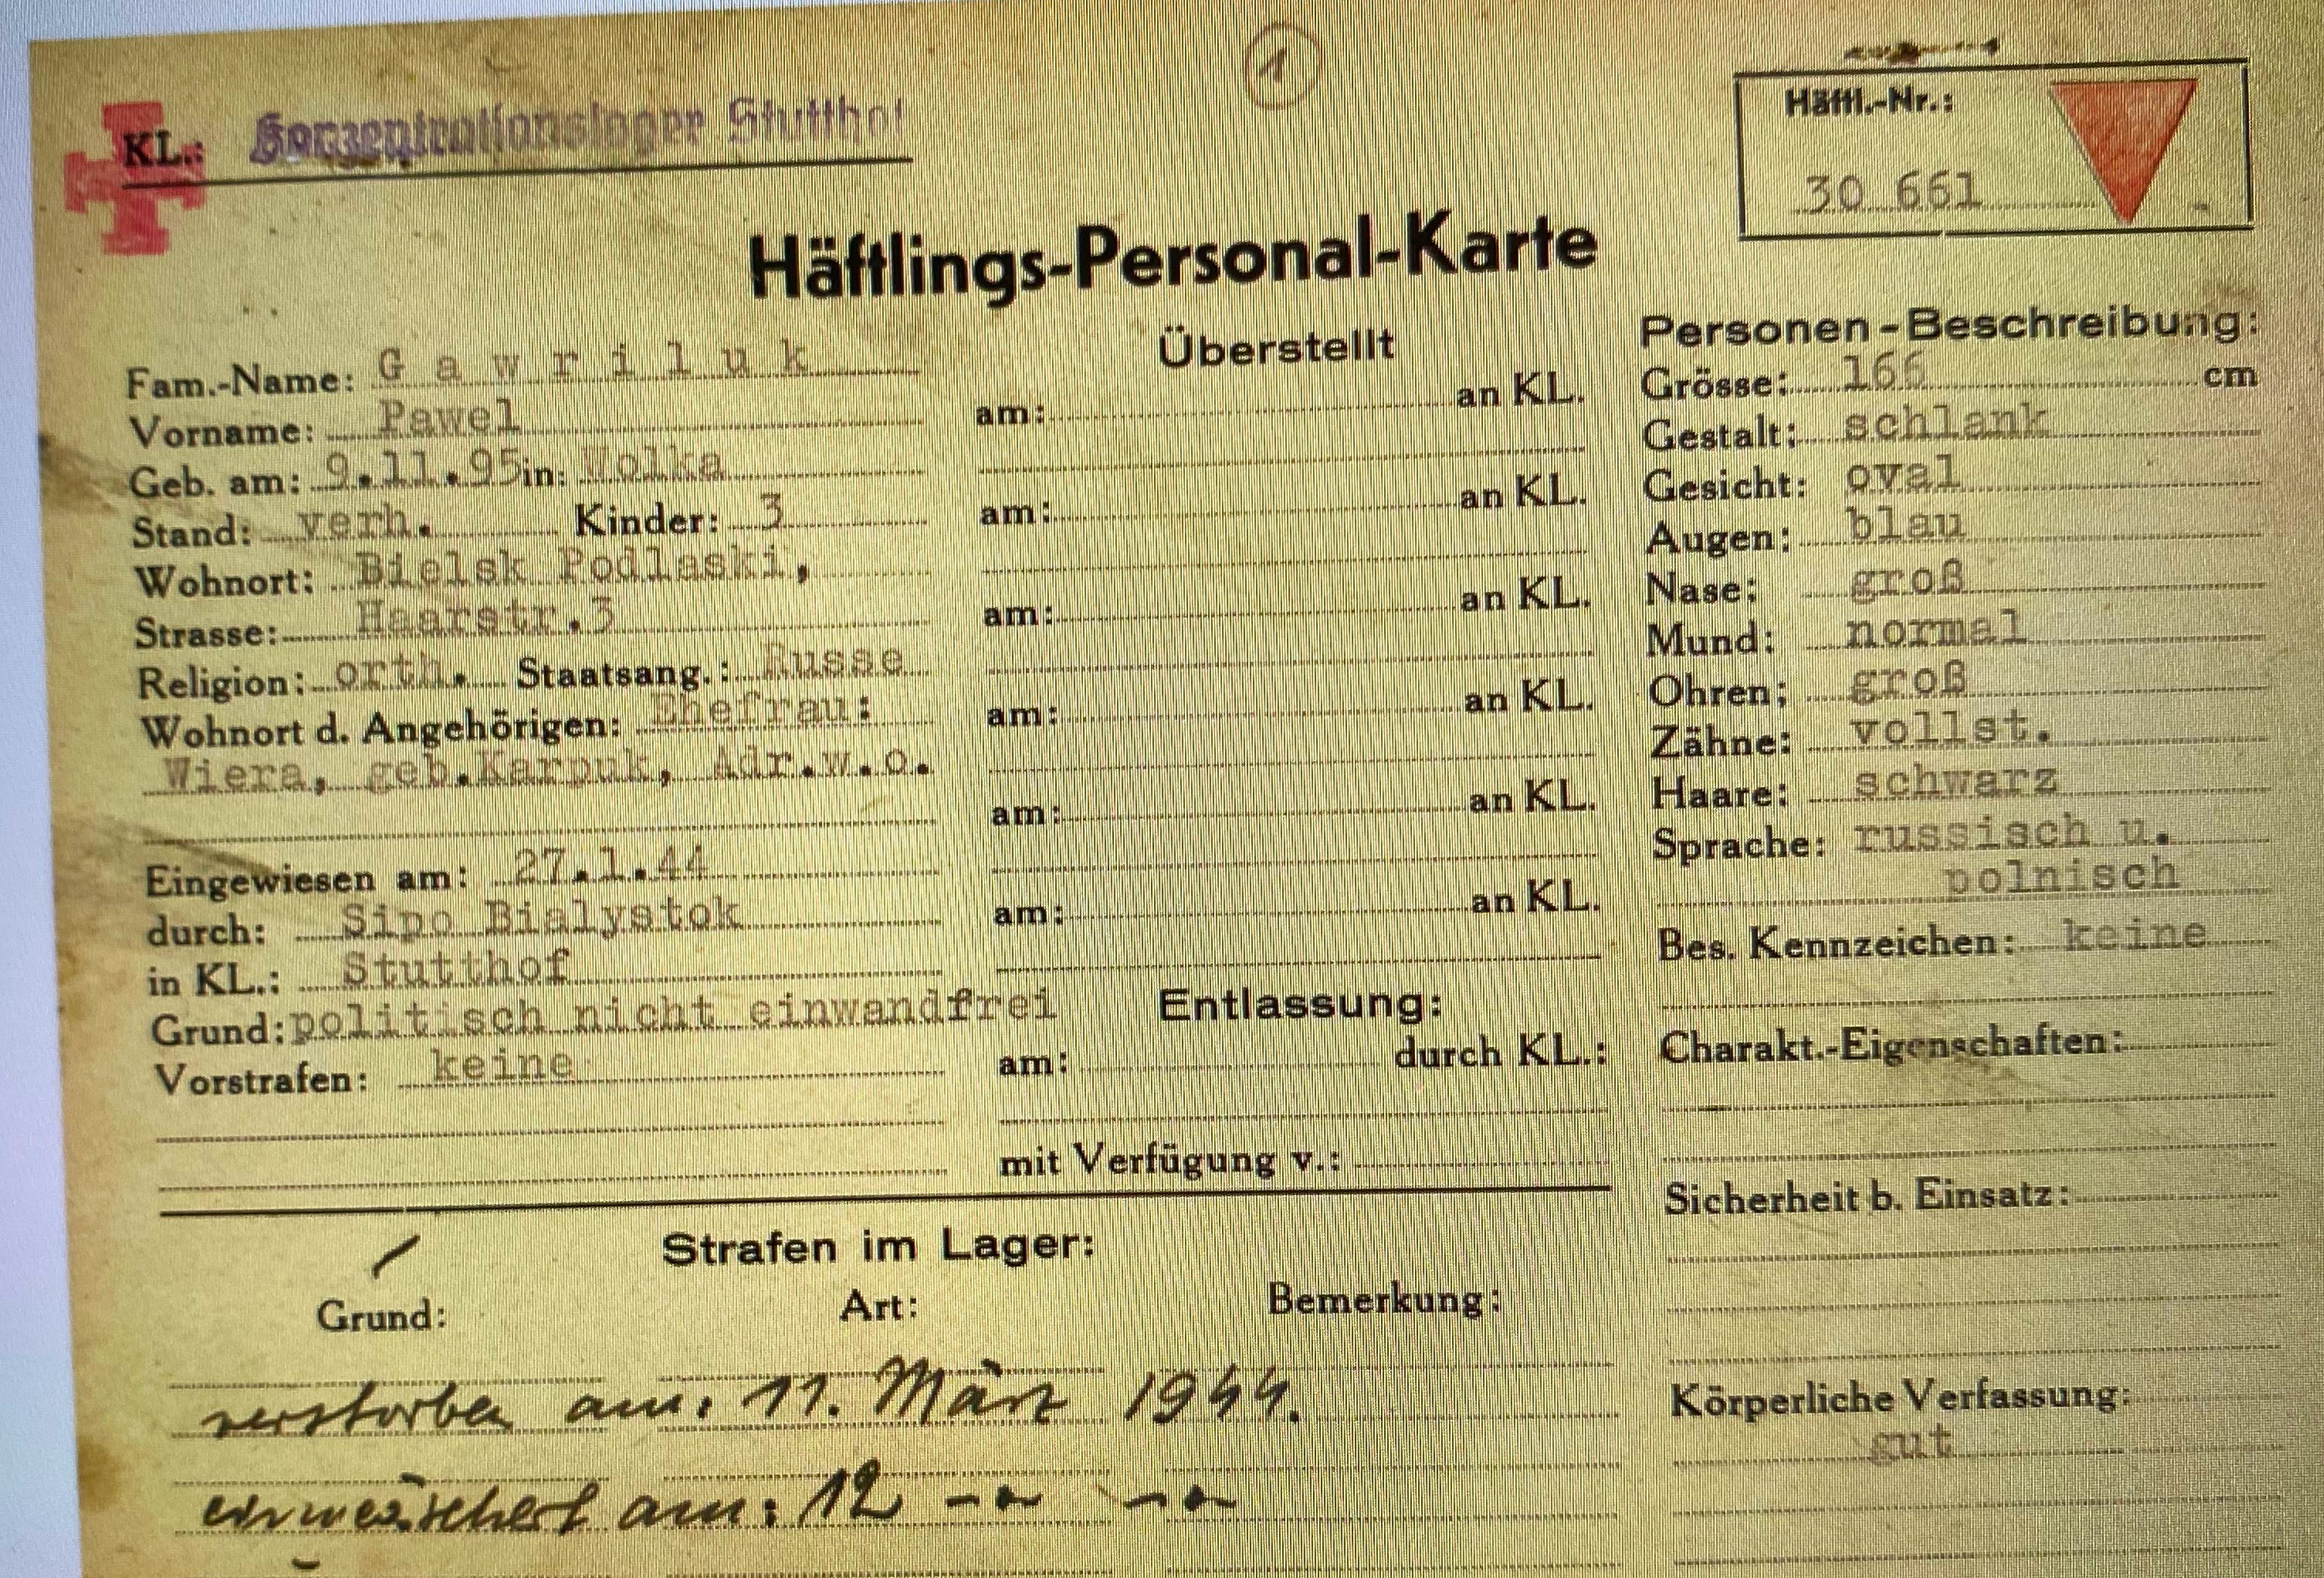 1
KL.: Konzentrationslager Stutthof
Häftl.-Nr.:
30 661
Häftlings-Personal-Karte
Fam.-Name: Gawriluk
Vorname: Pawel
Geb. am: 9.11.95 in: Wolka
Stand: verh. Kinder: 3
Wohnort: Bielsk Podlaski,
Strasse: Haarstr.3
Religion: orth. Staatsang.: Russe
Wohnort d. Angehörigen: Ehefrau:
Wiera, geb.Karpuk, Adr.w.o.
Eingewiesen am: 27.1.44
durch: Sipo Bialystok
in KL.: Stutthof
Grund: politisch nicht einwandfrei
Vorstrafen: keine
Überstellt
am: an KL.
am: an KL.
am: an KL.
am: an KL.
am: an KL.
am: an KL.
Entlassung:
am: durch KL.:
mit Verfügung v.:
Personen-Beschreibung:
Grösse: 166 cm
Gestalt: schlank
Gesicht: oval
Augen: blau
Nase: groß
Mund: normal
Ohren: groß
Zähne: vollst.
Haare: schwarz
Sprache: russisch u.
polnisch
Bes. Kennzeichen: keine
Charakt.-Eigenschaften:
Sicherheit b. Einsatz:
Körperliche Verfassung:
gut
Strafen im Lager:
Grund: Art: Bemerkung:
verstorben am: 11. März 1944.
eingeäschert am: 12